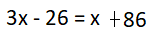 3x - 26 = x +86